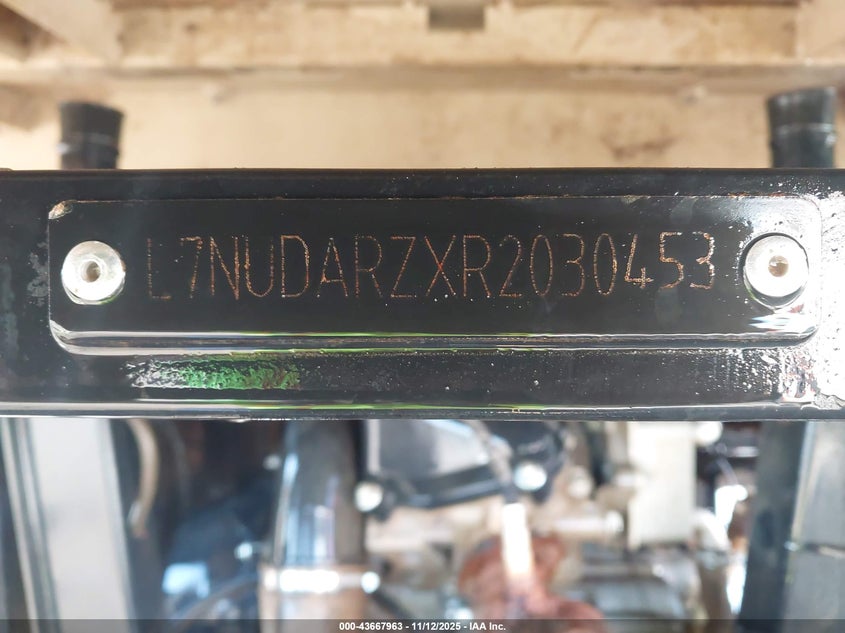 L7NUDARZXR2030453
000-43667963 - 11/12/2025 - IAA Inc.